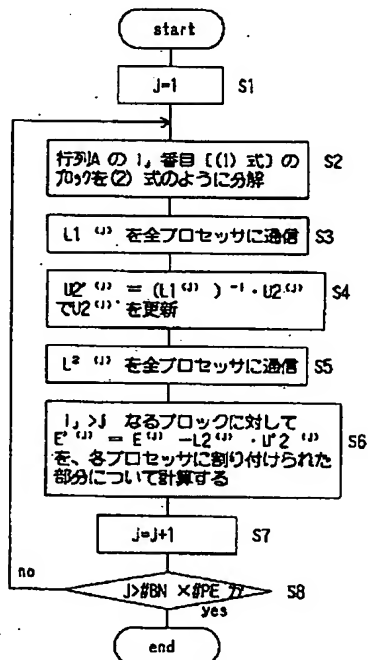 start
J=1 S1
行列A の i」番目〔(1) 式〕の S2
ブロックを(2) 式のように分解
L1 (J) を全プロセッサに通信 S3
U2' (J) = (L1 (J) ) -1 ・U2 (J) S4
でU2 (J) を更新
L2 (J) を全プロセッサに通信 S5
i」>j なるブロックに対して
E' (J) = E (J) −L2 (J) ・U'2 (J) S6
を、各プロセッサに割り付けられた
部分について計算する
J=J+1 S7
no
J>#BN ×#PE ?? S8
yes
end